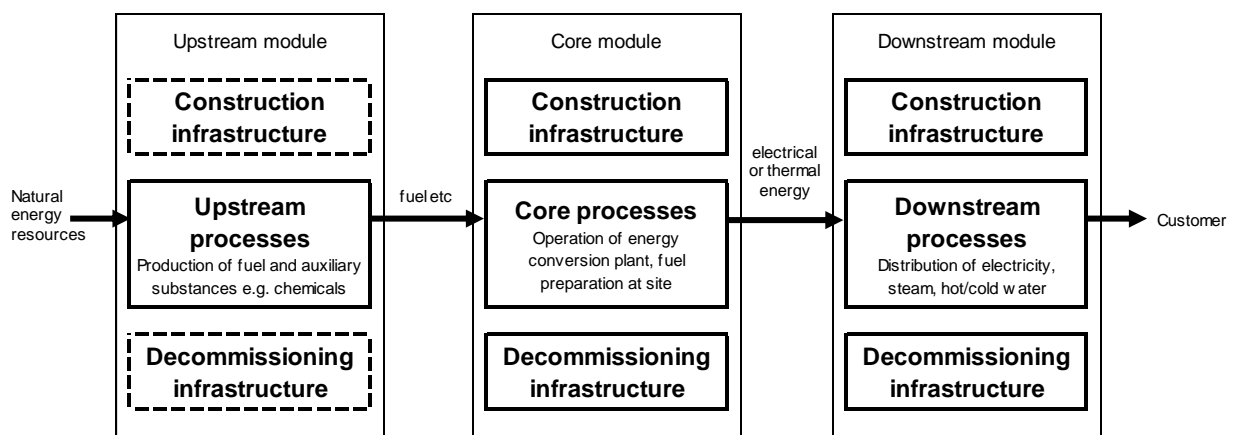 Upstream module
Construction
infrastructure
Natural
energy
resources
Upstream
processes
Production of fuel and auxiliary
substances e.g. chemicals
Decommissioning
infrastructure
fuel etc
Core module
Construction
infrastructure
Core processes
Operation of energy
conversion plant, fuel
preparation at site
Decommissioning
infrastructure
electrical
or thermal
energy
Downstream module
Construction
infrastructure
Downstream
processes
Distribution of electricity,
steam, hot/cold water
Decommissioning
infrastructure
Customer